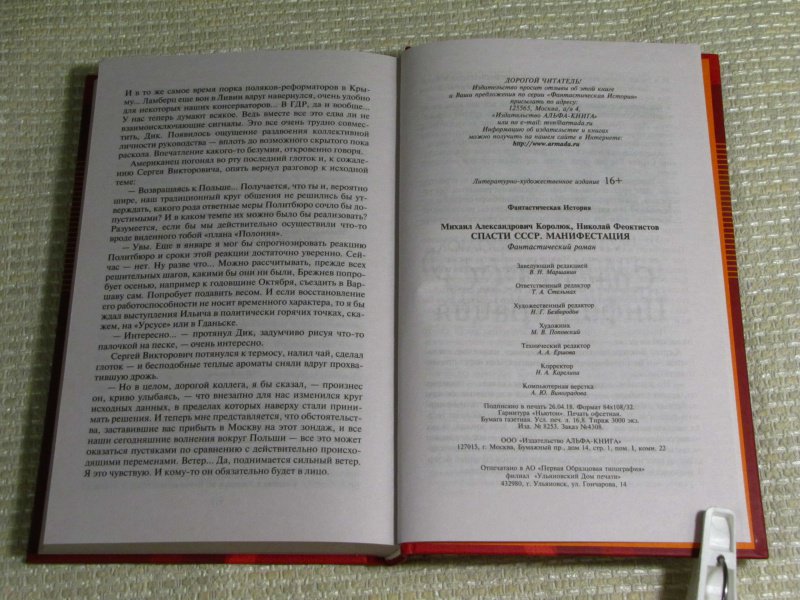 И в то же самое время порка поляков-реформаторов в Кры-
му... Ламбертц еще вон в Ливии вдруг навернулся, очень удобно
для некоторых наших консерваторов... В ГДР, да и вообще...
У нас теперь думают всякое. Ведь вместе все это едва ли не
взаимоисключающие сигналы. Это все очень трудно совме-
стить, Дик. Появилось ощущение раздвоения коллективной
личности руководства — вплоть до возможного скрытого пока
раскола. Впечатление какого-то безумия, откровенно говоря.
Американец погонял во рту последний глоток и, к сожале-
нию Сергея Викторовича, опять вернул разговор к исходной
теме:
— Возвращаясь к Польше... Получается, что ты и, вероятно
шире, наш традиционный круг общения не решились бы ут-
верждать, какого рода ответные меры Политбюро сочло бы до-
пустимыми? И в каком темпе их можно было бы реализовать?
Разумеется, если бы мы действительно осуществили что-то
вроде виденного тобой «плана «Полония».
— Увы. Еще в январе я мог бы спрогнозировать реакцию
Политбюро и сроки этой реакции достаточно уверенно. Сей-
час — нет. Ну разве что... Можно рассчитывать, прежде всех
решительных шагов, какими бы они ни были, Брежнев попро-
бует осенью, например к годовщине Октября, съездить в Вар-
шаву сам. Попробует подавить весом. И если восстановление
его работоспособности не носит временного характера, то я бы
ждал выступления Ильича в политически горячих точках, ска-
жем, на «Урсусе» или в Гданьске.
— Интересно... — протянул Дик, задумчиво рисуя что-то
палочкой на песке, — очень интересно.
Сергей Викторович потянулся к термосу, налил чай, сделал
глоток — и бесподобные теплые ароматы сняли вдруг прохва-
тившую дрожь.
— Но в целом, дорогой коллега, я бы сказал, — произнес
он, криво улыбаясь, — что внезапно для нас изменился круг
исходных данных, в пределах которых наверху стали прини-
мать решения. И теперь мне представляется, что обстоятельст-
ва, заставившие вас прибыть в Москву на этот зондаж, и все
наши сегодняшние волнения вокруг Польши — все это может
оказаться пустяками по сравнению с действительно происхо-
дящими переменами. Ветер... Да, поднимается сильный ветер.
Я это чувствую. И кому-то он обязательно будет в лицо.
ДОРОГОЙ ЧИТАТЕЛЬ!
Издательство просит отзывы об этой книге
и Ваши предложения по серии «Фантастическая История»
присылать по адресу:
125565, Москва, а/я 4,
«Издательство АЛЬФА-КНИГА»
или по e-mail: mvn@armada.ru
Информацию об издательстве и книгах
можно получить на нашем сайте в Интернете:
http://www.armada.ru
Литературно-художественное издание 16+
Фантастическая История
Михаил Александрович Королюк, Николай Феоктистов
СПАСТИ СССР. МАНИФЕСТАЦИЯ
Фантастический роман
Заведующий редакцией
В. Н. Маршавин
Ответственный редактор
Т. А. Стельмах
Художественный редактор
Н. Г. Безбородов
Художник
М. В. Поповский
Технический редактор
А. А. Ершова
Корректор
Н. А. Карелина
Компьютерная верстка
А. Ю. Виноградова
Подписано в печать 26.04.18. Формат 84х108/32.
Гарнитура «Ньютон». Печать офсетная.
Бумага газетная. Усл. печ. л. 16,8. Тираж 3000 экз.
Изд. № 8253. Заказ №4308.
ООО «Издательство АЛЬФА-КНИГА»
127015, г. Москва, Бумажный пр., дом 14, стр. 1, пом. I, комн. 22
Отпечатано в АО «Первая Образцовая типография»
филиал «Ульяновский Дом печати»
432980, г. Ульяновск, ул. Гончарова, 14